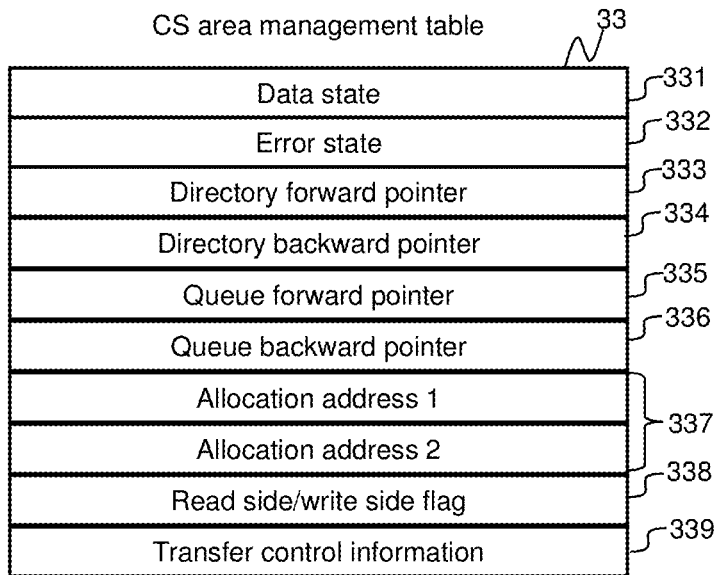 CS area management table
33
Data state
331
Error state
332
Directory forward pointer
333
Directory backward pointer
334
Queue forward pointer
335
Queue backward pointer
336
Allocation address 1
Allocation address 2
337
Read side/write side flag
338
Transfer control information
339